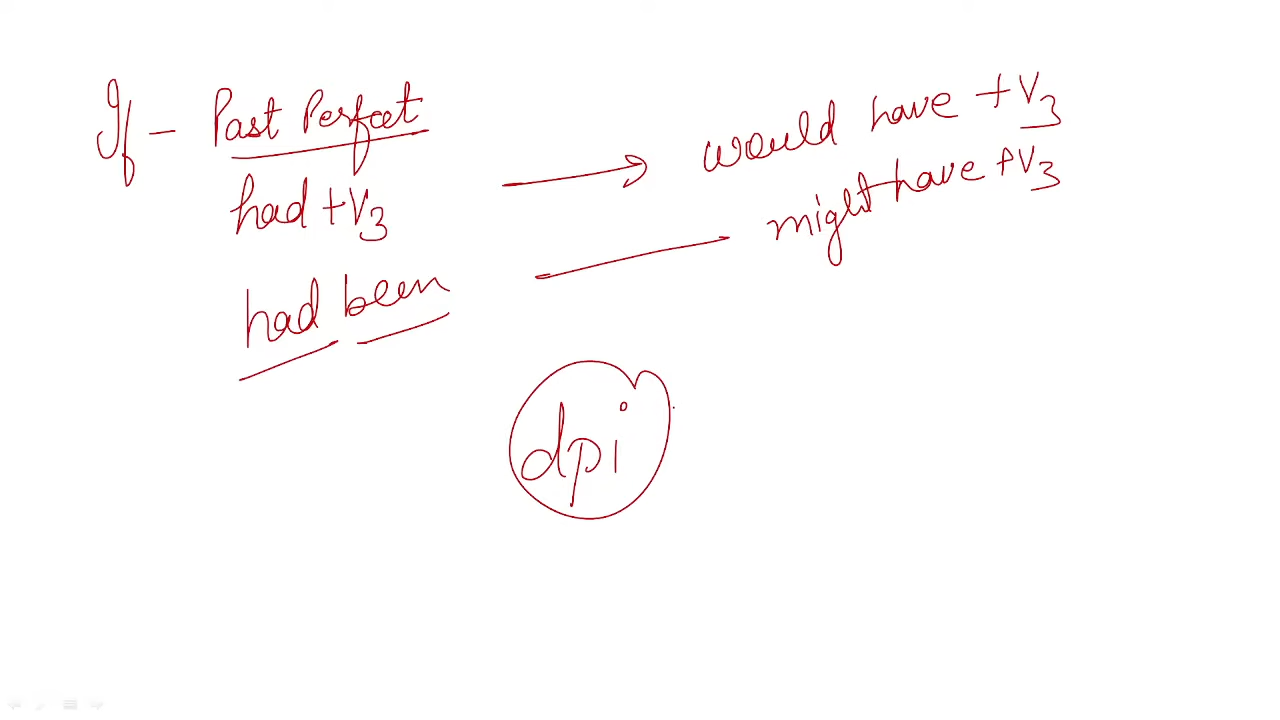 If - Past Perfect
had + V3
had been
would have + V3
might have + V3
dpi